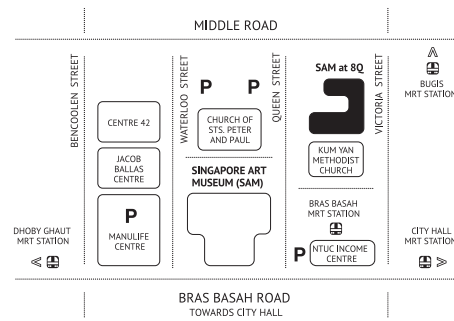 MIDDLE ROAD
BENCOOLEN STREET
WATERLOO STREET
QUEEN STREET
VICTORIA STREET
P
P
SAM at 8Q
BUGIS
MRT STATION
CENTRE 42
CHURCH OF
STS. PETER
AND PAUL
KUM YAN
METHODIST
CHURCH
JACOB
BALLAS
CENTRE
SINGAPORE ART
MUSEUM (SAM)
P
MANULIFE
CENTRE
BRAS BASAH
MRT STATION
P
NTUC INCOME
CENTRE
DHOBY GHAUT
MRT STATION
<
CITY HALL
MRT STATION
>
BRAS BASAH ROAD
TOWARDS CITY HALL